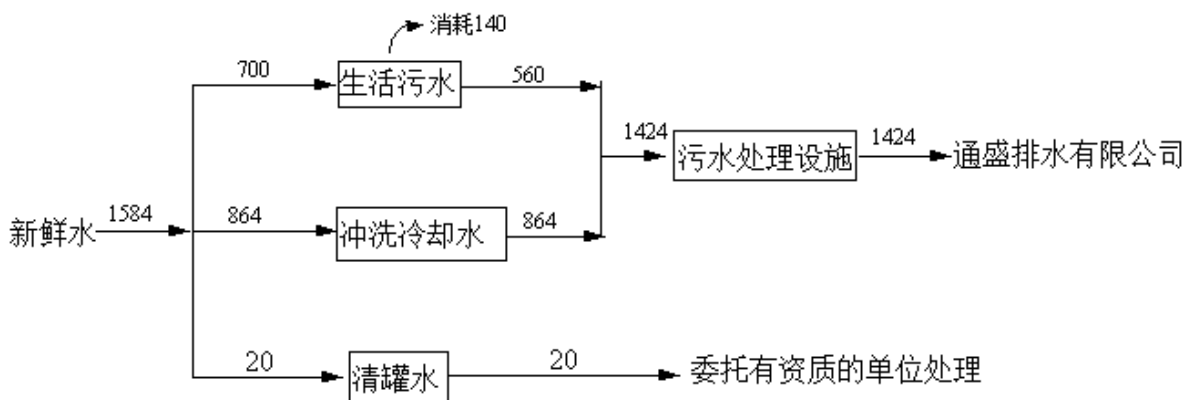 消耗140
700
生活污水
560
1424
污水处理设施
1424
通盛排水有限公司
新鲜水
1584
864
冲洗冷却水
864
20
清罐水
20
委托有资质的单位处理